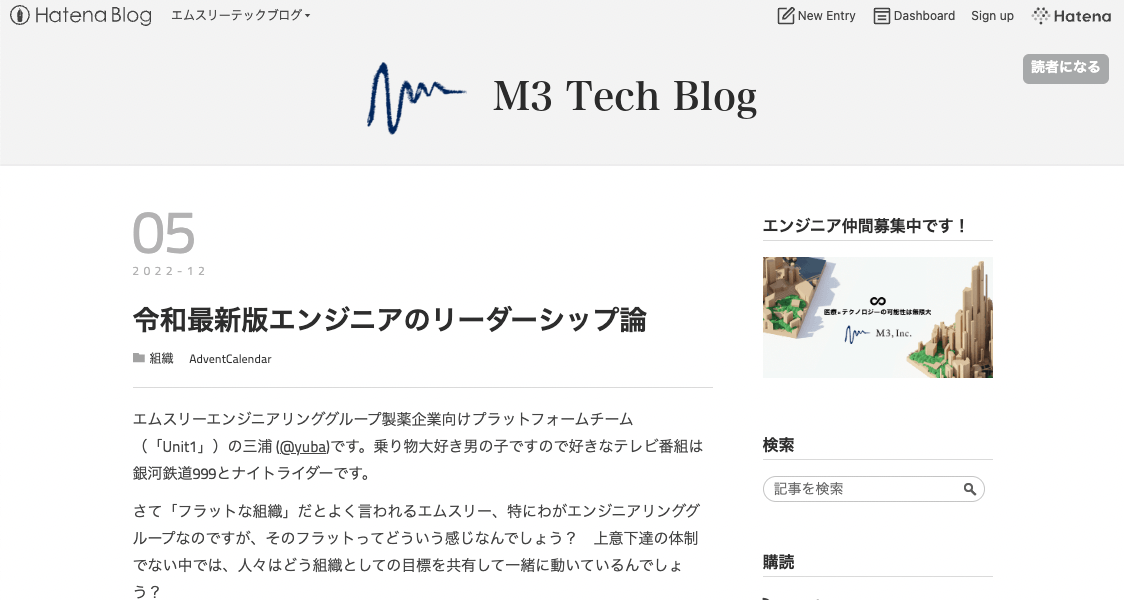 Hatena Blog エムスリーテックブログ New Entry Dashboard Sign up Hatena
読者になる
M3 Tech Blog
05
2022-12
令和最新版エンジニアのリーダーシップ論
組織 AdventCalendar
エムスリーエンジニアリンググループ製薬企業向けプラットフォームチーム
（「Unit1」）の三浦 (@yuba)です。乗り物大好き男の子ですので好きなテレビ番組は
銀河鉄道999とナイトライダーです。
さて「フラットな組織」だとよく言われるエムスリー、特にわがエンジニアリンググ
ループなのですが、そのフラットってどういう感じなんでしょう？　上意下達の体制
でない中では、人々はどう組織としての目標を共有して一緒に動いているんでしょ
う？
エンジニア仲間募集中です！
医療×テクノロジーの可能性は無限大
M3, Inc.
検索
記事を検索
購読